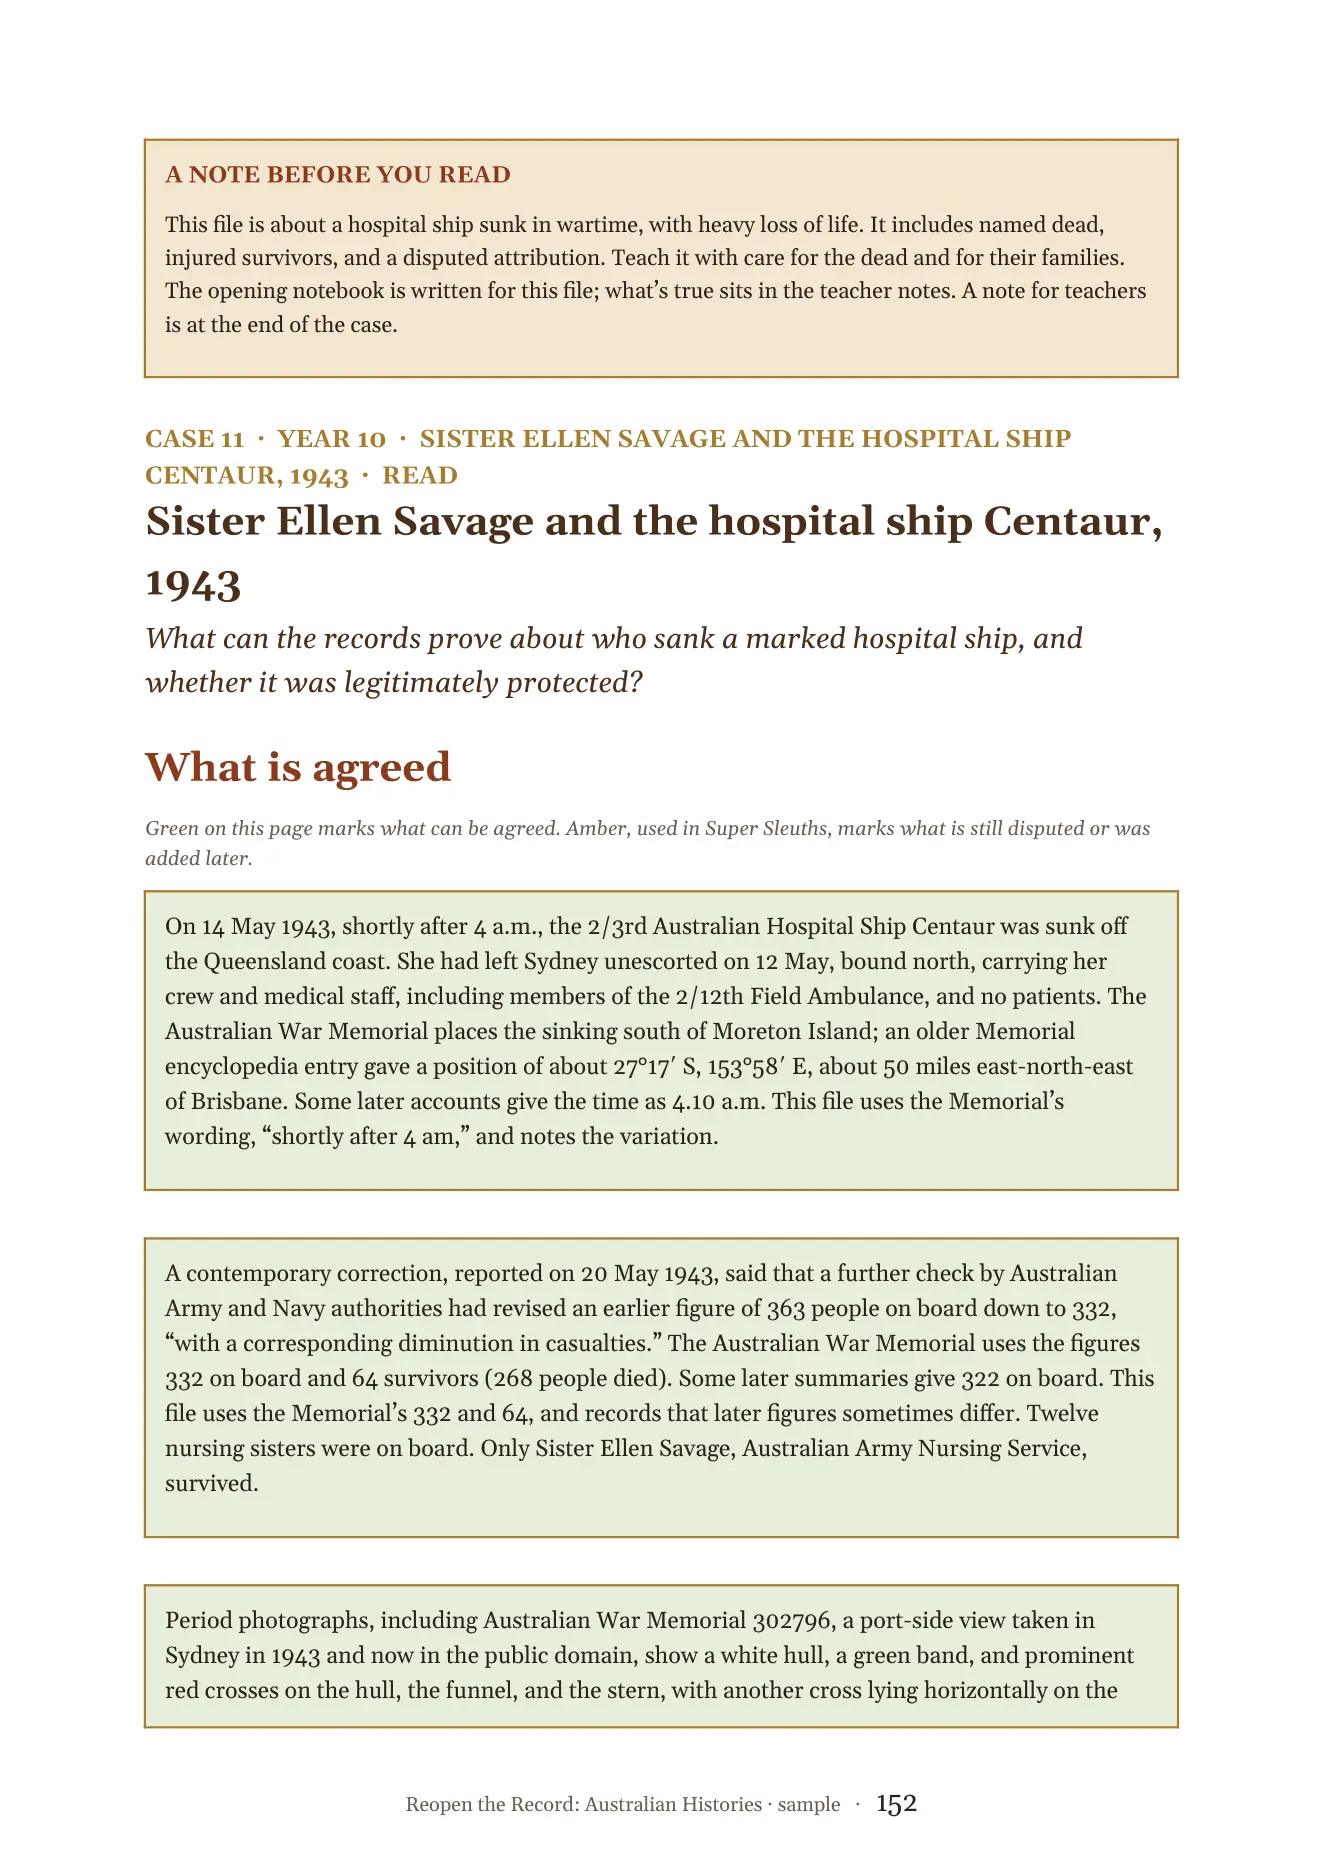 A NOTE BEFORE YOU READ
This file is about a hospital ship sunk in wartime, with heavy loss of life. It includes named dead,
injured survivors, and a disputed attribution. Teach it with care for the dead and for their families.
The opening notebook is written for this file; what’s true sits in the teacher notes. A note for teachers
is at the end of the case.
CASE 11 · YEAR 10 · SISTER ELLEN SAVAGE AND THE HOSPITAL SHIP
CENTAUR, 1943 · READ
Sister Ellen Savage and the hospital ship Centaur,
1943
What can the records prove about who sank a marked hospital ship, and
whether it was legitimately protected?
What is agreed
Green on this page marks what can be agreed. Amber, used in Super Sleuths, marks what is still disputed or was
added later.
On 14 May 1943, shortly after 4 a.m., the 2/3rd Australian Hospital Ship Centaur was sunk off
the Queensland coast. She had left Sydney unescorted on 12 May, bound north, carrying her
crew and medical staff, including members of the 2/12th Field Ambulance, and no patients. The
Australian War Memorial places the sinking south of Moreton Island; an older Memorial
encyclopedia entry gave a position of about 27°17′ S, 153°58′ E, about 50 miles east-north-east
of Brisbane. Some later accounts give the time as 4.10 a.m. This file uses the Memorial’s
wording, “shortly after 4 am,” and notes the variation.
A contemporary correction, reported on 20 May 1943, said that a further check by Australian
Army and Navy authorities had revised an earlier figure of 363 people on board down to 332,
“with a corresponding diminution in casualties.” The Australian War Memorial uses the figures
332 on board and 64 survivors (268 people died). Some later summaries give 322 on board. This
file uses the Memorial’s 332 and 64, and records that later figures sometimes differ. Twelve
nursing sisters were on board. Only Sister Ellen Savage, Australian Army Nursing Service,
survived.
Period photographs, including Australian War Memorial 302796, a port-side view taken in
Sydney in 1943 and now in the public domain, show a white hull, a green band, and prominent
red crosses on the hull, the funnel, and the stern, with another cross lying horizontally on the
Reopen the Record: Australian Histories · sample · 152